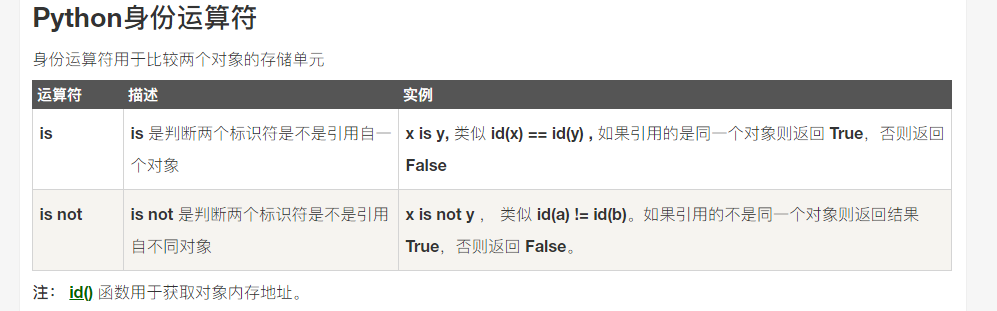 Python身份运算符
身份运算符用于比较两个对象的存储单元
运算符 描述 实例
is
is 是判断两个标识符是不是引用自一
个对象
x is y, 类似 id(x) == id(y) , 如果引用的是同一个对象则返回 True，否则返回
False
is not
is not 是判断两个标识符是不是引用
自不同对象
x is not y ， 类似 id(a) != id(b)。如果引用的不是同一个对象则返回结果
True，否则返回 False。
注： id() 函数用于获取对象内存地址。